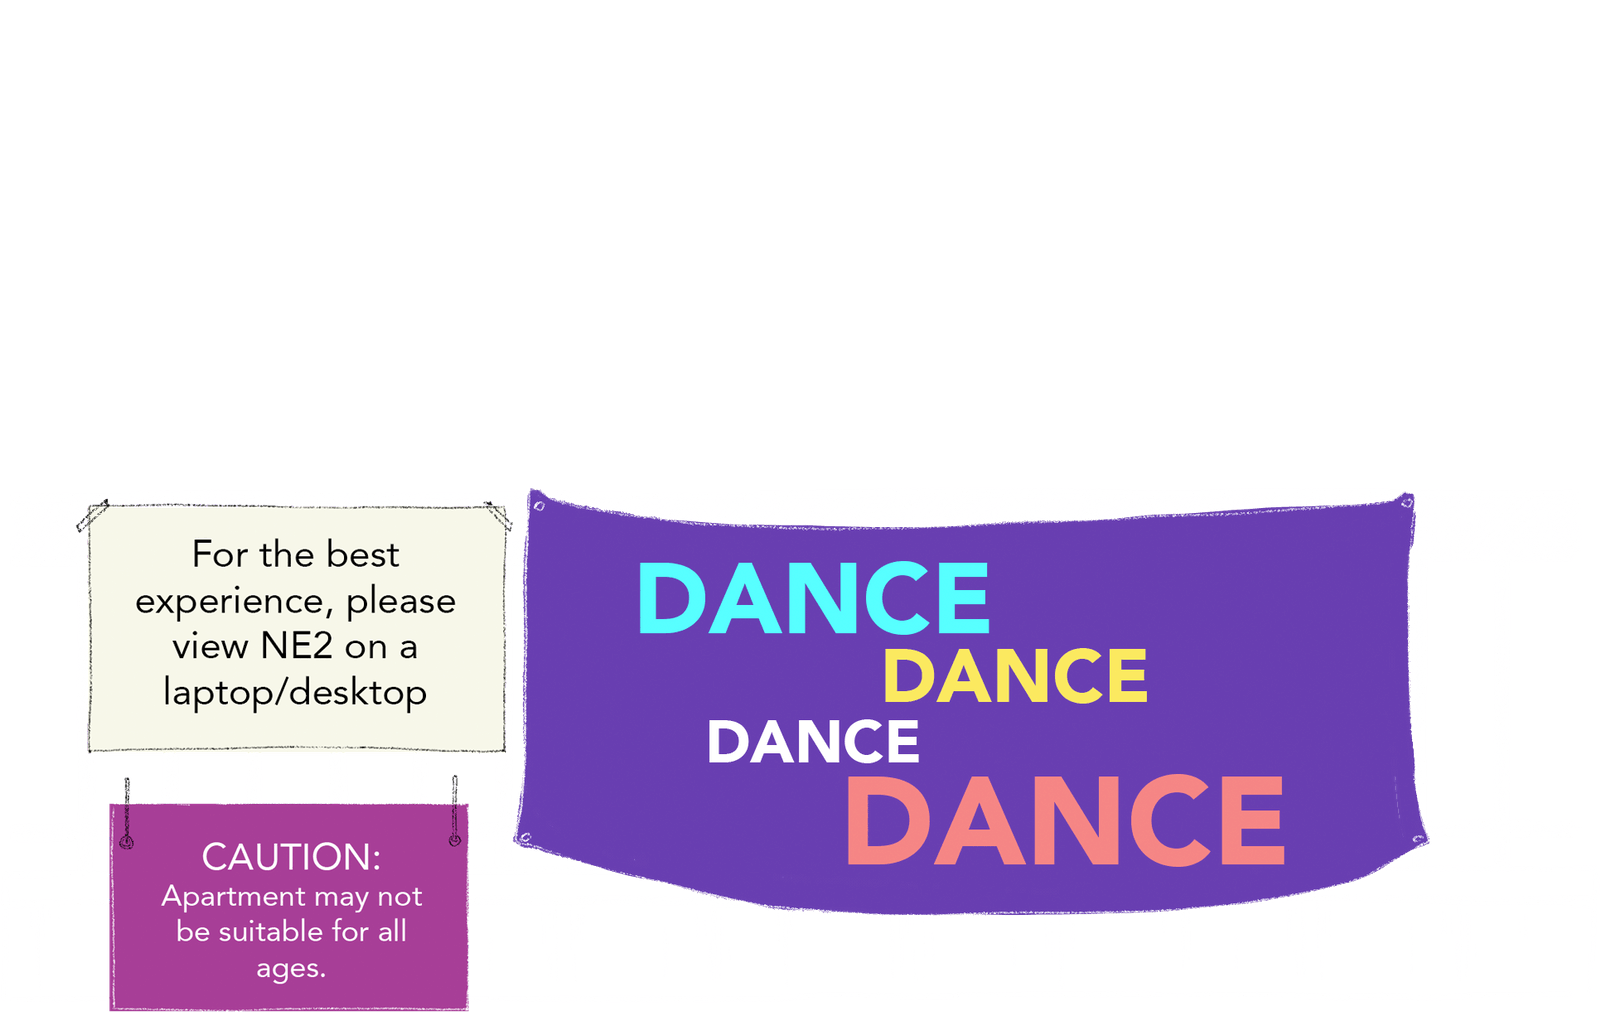 For the best
experience, please
view NE2 on a
laptop/desktop
CAUTION:
Apartment may not
be suitable for all
ages.
DANCE
DANCE
DANCE
DANCE